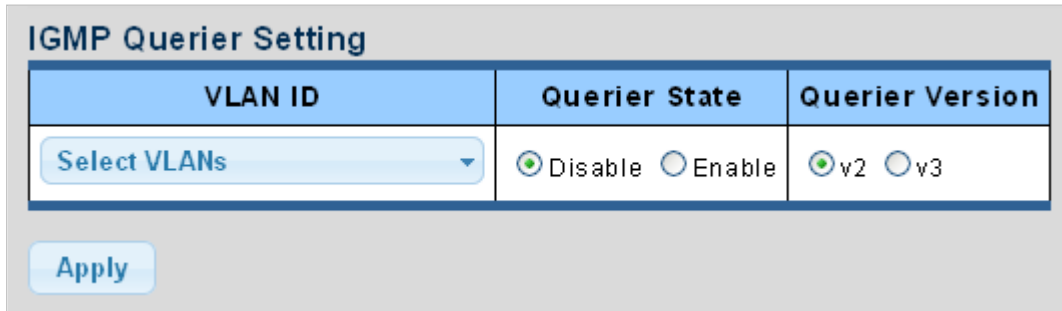 IGMP Querier Setting
VLAN ID Querier State Querier Version
Select VLANs Disable Enable v2 v3
Apply